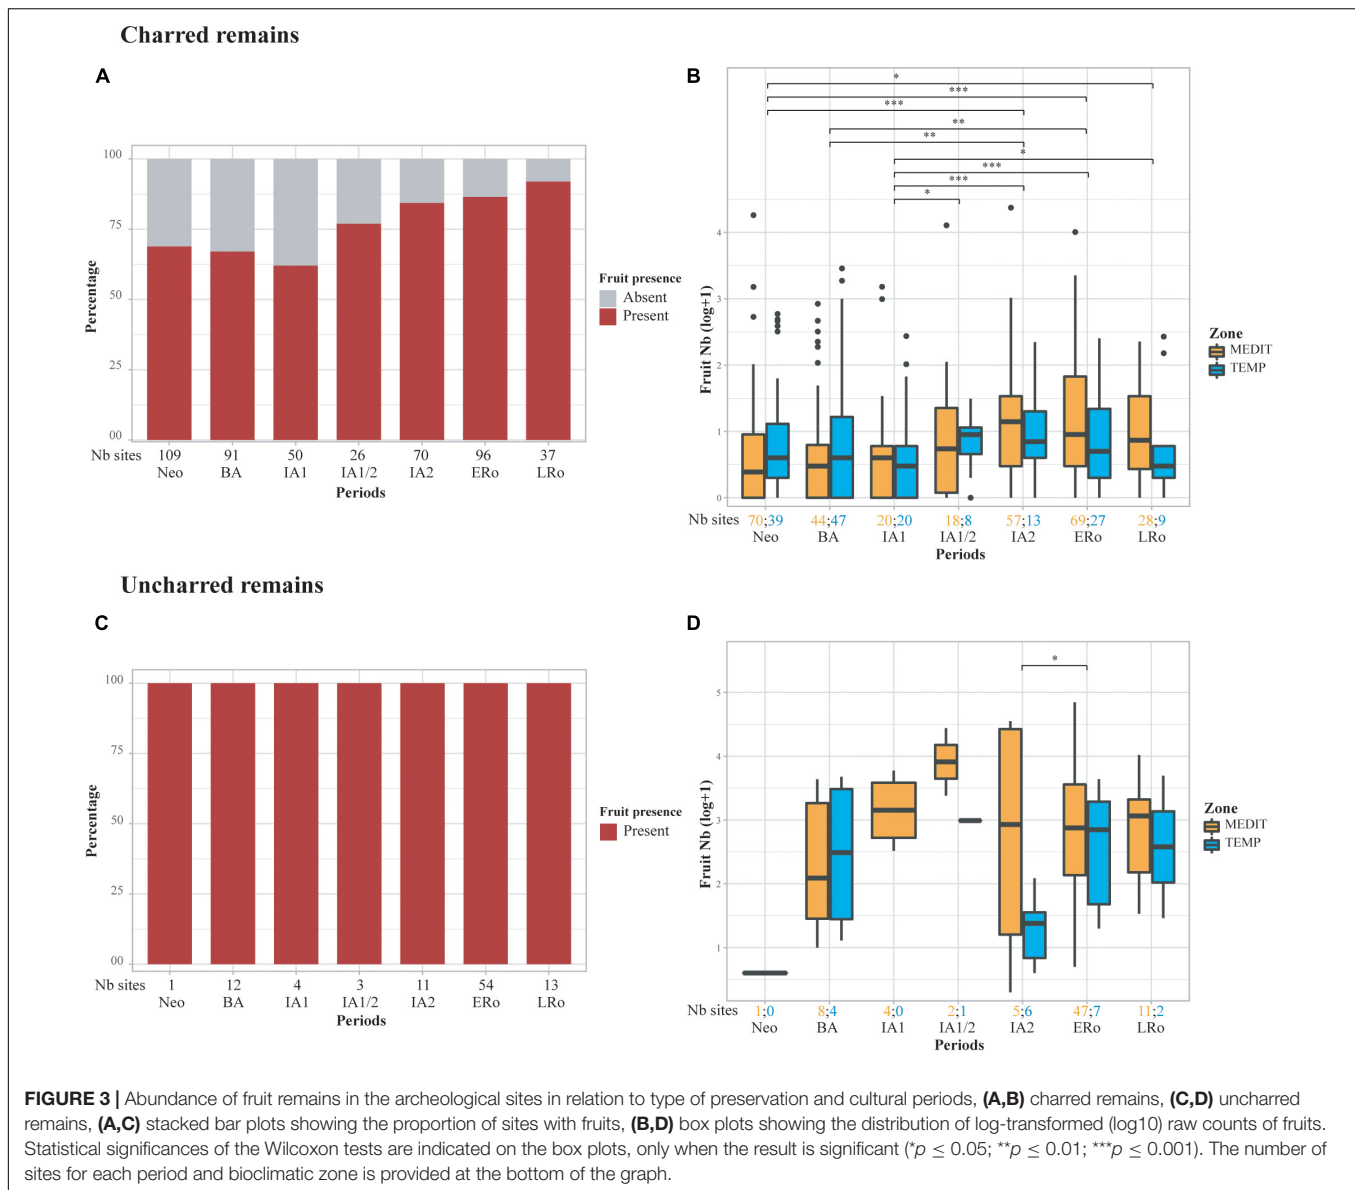 Charred remains
A
100
75
50
25
00
Percentage
Nb sites 109 91 50 26 70 96 37
Neo BA IA1 IA1/2 IA2 ERo LRo
Periods
Fruit presence
Absent
Present
B
*
***
***
**
**
*
***
***
*
4
3
2
1
0
Fruit Nb (log+1)
Nb sites 70;39 44;47 20;20 18;8 57;13 69;27 28;9
Neo BA IA1 IA1/2 IA2 ERo LRo
Periods
Zone
MEDIT
TEMP
Uncharred remains
C
100
75
50
25
00
Percentage
Nb sites 1 12 4 3 11 54 13
Neo BA IA1 IA1/2 IA2 ERo LRo
Periods
Fruit presence
Present
D
*
5
4
3
2
1
Fruit Nb (log+1)
Nb sites 1;0 8;4 4;0 2;1 5;6 47;7 11;2
Neo BA IA1 IA1/2 IA2 ERo LRo
Periods
Zone
MEDIT
TEMP
FIGURE 3 | Abundance of fruit remains in the archeological sites in relation to type of preservation and cultural periods, (A,B) charred remains, (C,D) uncharred
remains, (A,C) stacked bar plots showing the proportion of sites with fruits, (B,D) box plots showing the distribution of log-transformed (log10) raw counts of fruits.
Statistical significances of the Wilcoxon tests are indicated on the box plots, only when the result is significant (*p ≤ 0.05; **p ≤ 0.01; ***p ≤ 0.001). The number of
sites for each period and bioclimatic zone is provided at the bottom of the graph.